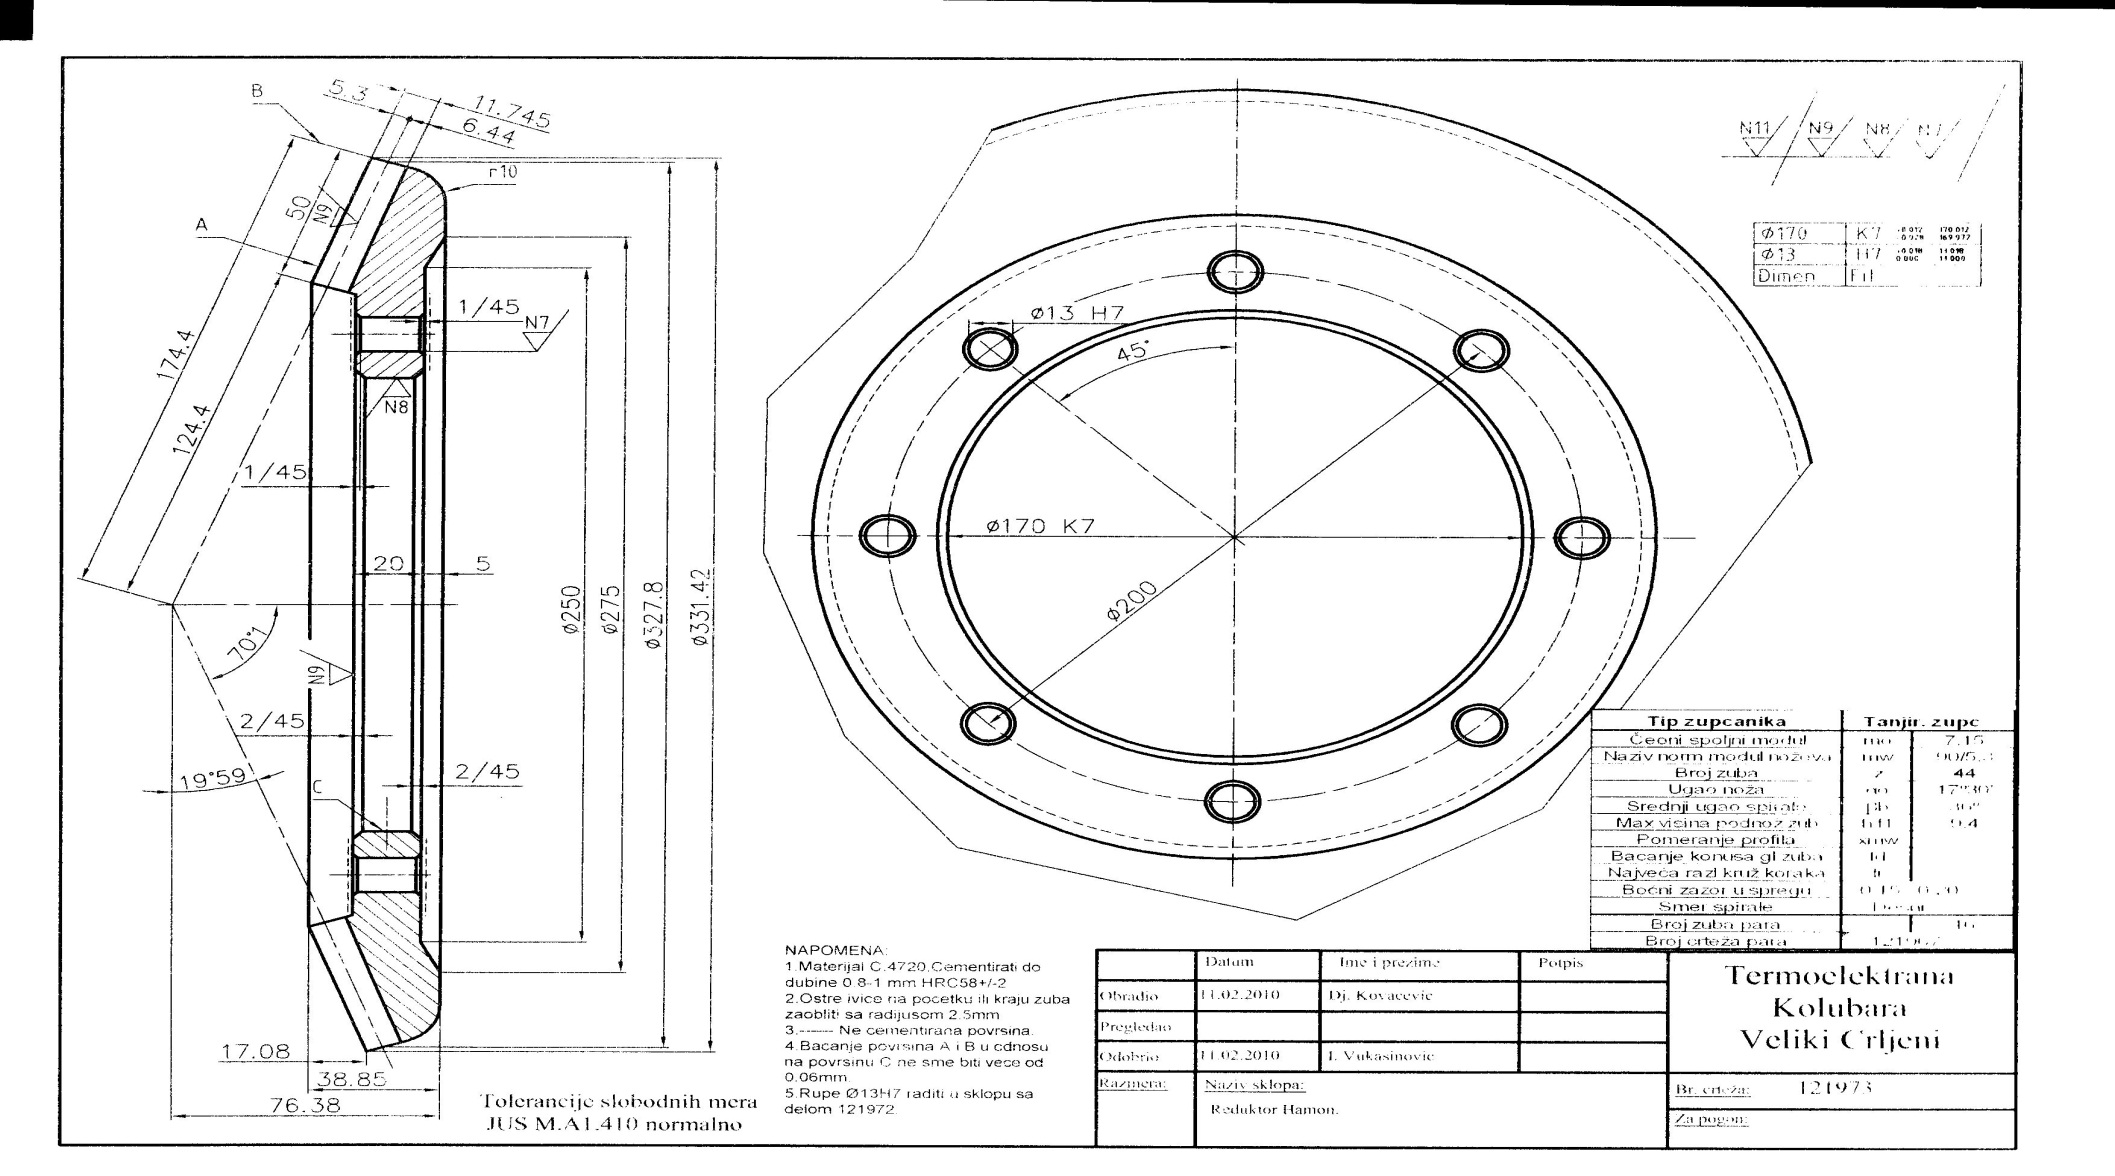 B
5.3
11.745
6.44
r10
50
N9
A
174.4
124.4
1/45
N7
N8
1/45
20
5
Ø250
Ø275
Ø327.8
Ø331.42
70°1
N9
2/45
19°59
C
2/45
17.08
38.85
76.38
Tolerancije slobodnih mera
JUS M.A1.410 normalno
Ø13 H7
45°
Ø170 K7
Ø200
N11 N9 N8 N7
Ø170 K7
Ø13 H7
Dimen Fit
Tip zupcanika Tanjir. zupc
Čeoni spoljni modul mo 7.15
Naziv norm modul noževa mw
Broj zuba z 44
Ugao noža 17°30'
Srednji ugao spirale
Max visina podnož zub 9.4
Pomeranje profila xmw
Bacanje konusa gl zuba
Najveća razl kruž koraka
Bočni zazor u spregu
Smer spirale
Broj zuba para 16
Broj crteža para
NAPOMENA:
1.Materijal C.4720.Cementirati do
dubine 0.8-1 mm HRC58+/-2
2.Ostre ivice na pocetku ili kraju zuba
zaobliti sa radijusom 2.5mm
3.------ Ne cementirana povrsina.
4.Bacanje povrsina A i B u odnosu
na povrsinu C ne sme biti vece od
0.06mm.
5.Rupe Ø13H7 raditi u sklopu sa
delom 121972.
Datum Ime i prezime Potpis
Obradio 11.02.2010 Dj. Kovacevic
Pregledao
Odobrio 11.02.2010 I. Vukasinovic
Razmera: Naziv sklopa:
Reduktor Hamon.
Termoelektrana
Kolubara
Veliki Crljeni
Br. crteža: 121973
Za pogon: